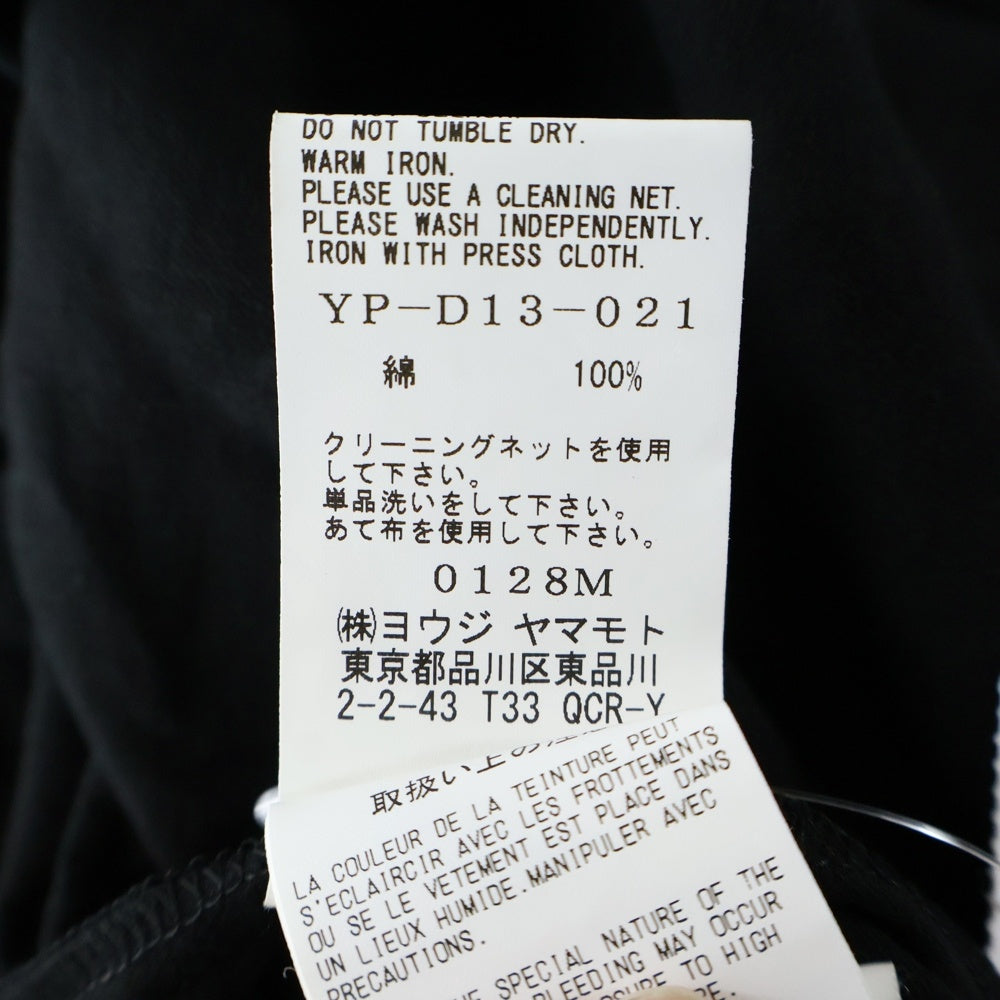 DO NOT TUMBLE DRY.
WARM IRON.
PLEASE USE A CLEANING NET.
PLEASE WASH INDEPENDENTLY.
IRON WITH PRESS CLOTH.
YP-D13-021
綿 100%
クリーニングネットを使用
して下さい。
単品洗いをして下さい。
あて布を使用して下さい。
0128M
㈱ヨウジ ヤマモト
東京都品川区東品川
2-2-43 T33 QCR-Y
取扱い上の
LA COULEUR DE LA TEINTURE PEUT
S'ECLAIRCIR AVEC LES FROTTEMENTS
OU SE LE VETEMENT EST PLACE DANS
UN LIEUX HUMIDE.MANIPULER AVEC
PRECAUTIONS.
SPECIAL NATURE OF THE
BLEEDING MAY OCCUR
TO HIGH